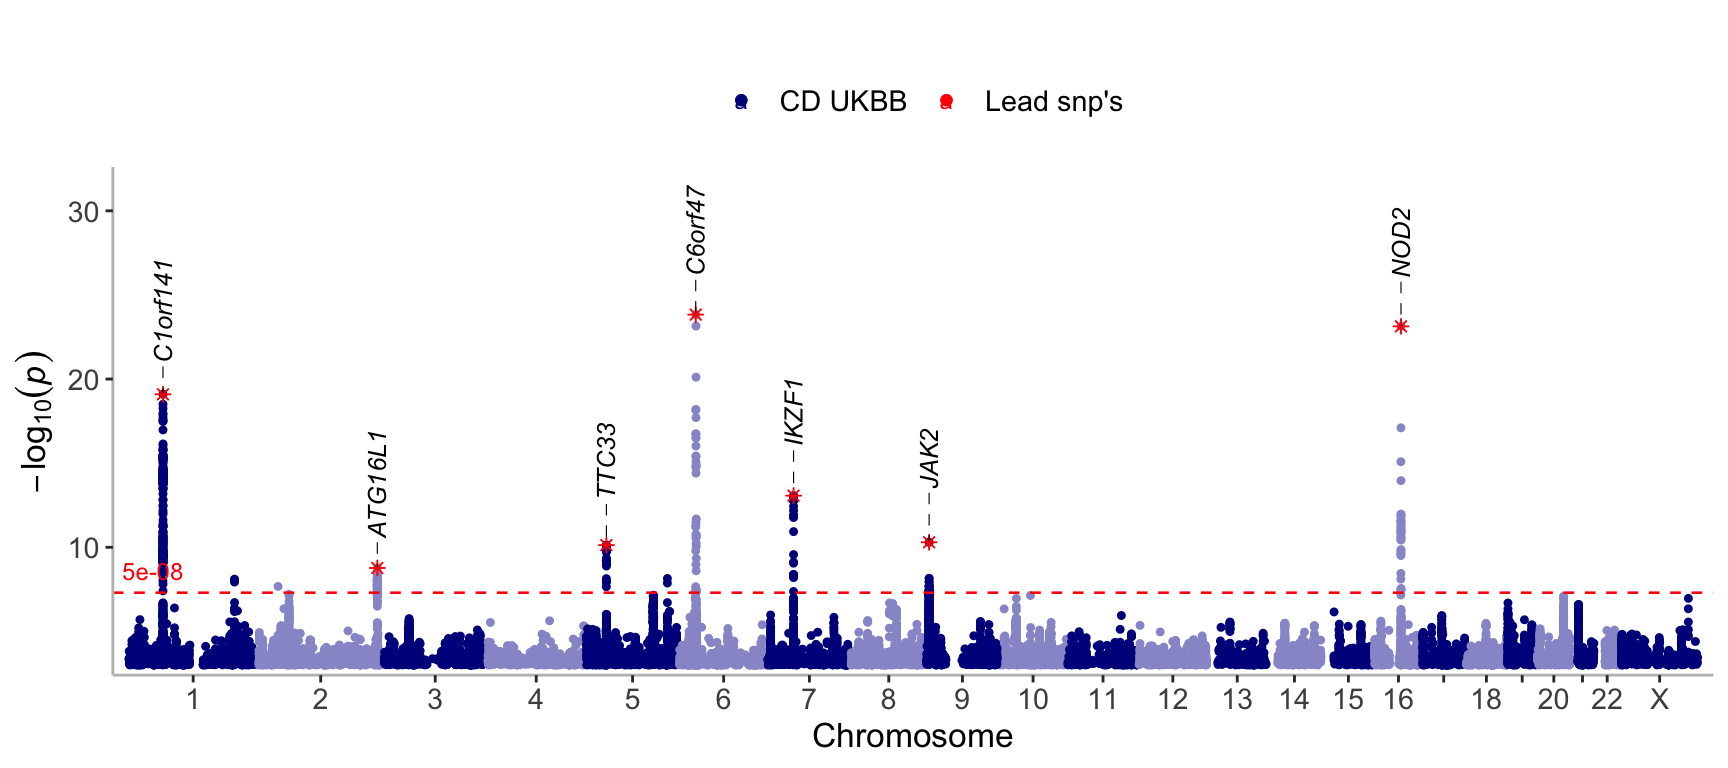 CD UKBB Lead snp's
−log10(p)
30
20
10
5e-08
C1orf141
ATG16L1
TTC33
C6orf47
IKZF1
JAK2
NOD2
1 2 3 4 5 6 7 8 9 10 11 12 13 14 15 16 18 20 22 X
Chromosome